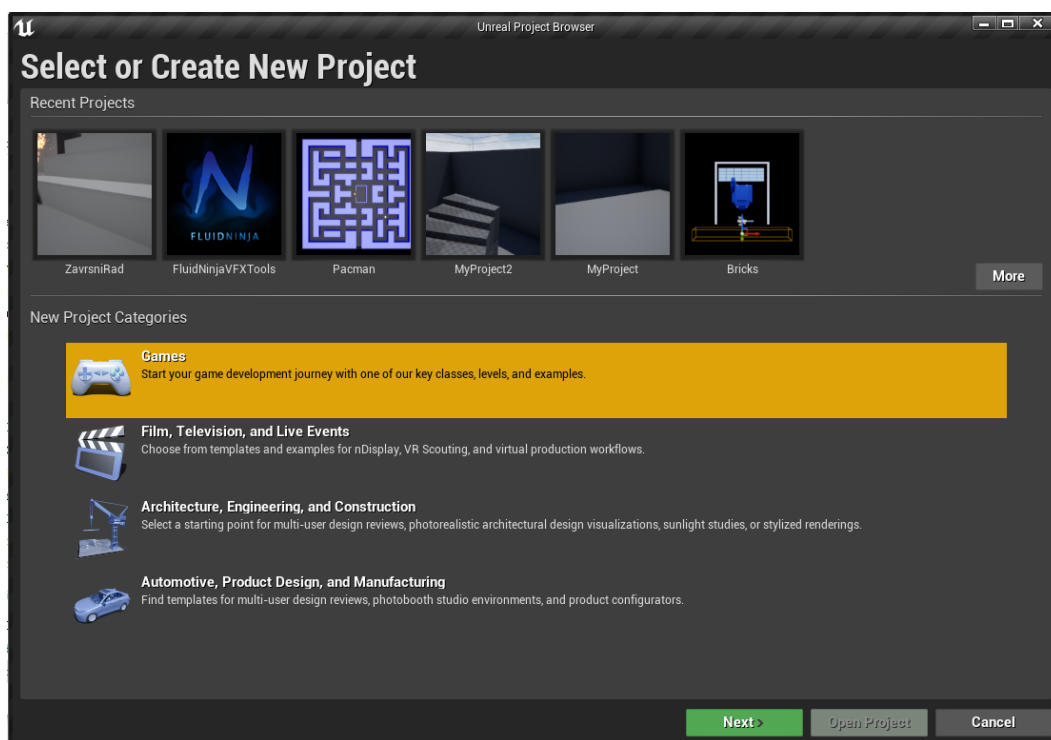 Unreal Project Browser
Select or Create New Project
Recent Projects
FLUIDNINJA
ZavrsniRad
FluidNinjaVFXTools
Pacman
MyProject2
MyProject
Bricks
More
New Project Categories
Games
Start your game development journey with one of our key classes, levels, and examples.
Film, Television, and Live Events
Choose from templates and examples for nDisplay, VR Scouting, and virtual production workflows.
Architecture, Engineering, and Construction
Select a starting point for multi-user design reviews, photorealistic architectural design visualizations, sunlight studies, or stylized renderings.
Automotive, Product Design, and Manufacturing
Find templates for multi-user design reviews, photobooth studio environments, and product configurators.
Next >
Open Project
Cancel